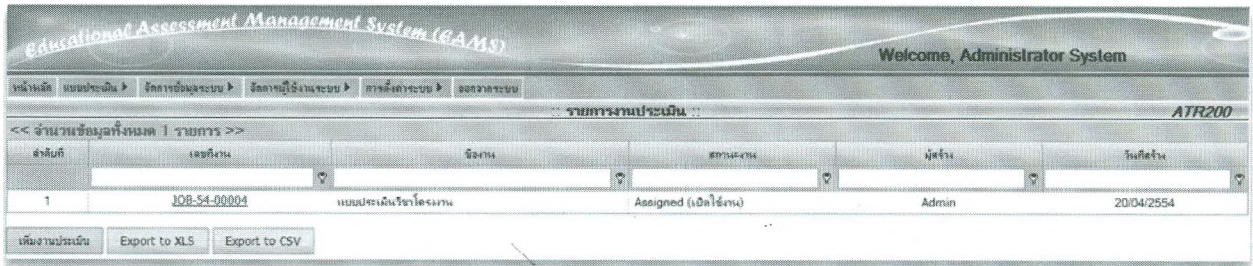 Educational Assessment Management System (EAMS)
Welcome, Administrator System
หน้าหลัก แบบประเมิน จัดการข้อมูลระบบ จัดการผู้ใช้งานระบบ การตั้งค่าระบบ ออกจากระบบ
:: รายการงานประเมิน :: ATR200
<< จำนวนข้อมูลทั้งหมด 1 รายการ >>
ลำดับที่ เลขที่งาน ชื่องาน สถานะงาน ผู้สร้าง วันที่สร้าง
1 JOB-54-00004 แบบประเมินวิชาโครงงาน Assigned (เปิดใช้งาน) Admin 20/04/2554
เพิ่มงานประเมิน Export to XLS Export to CSV